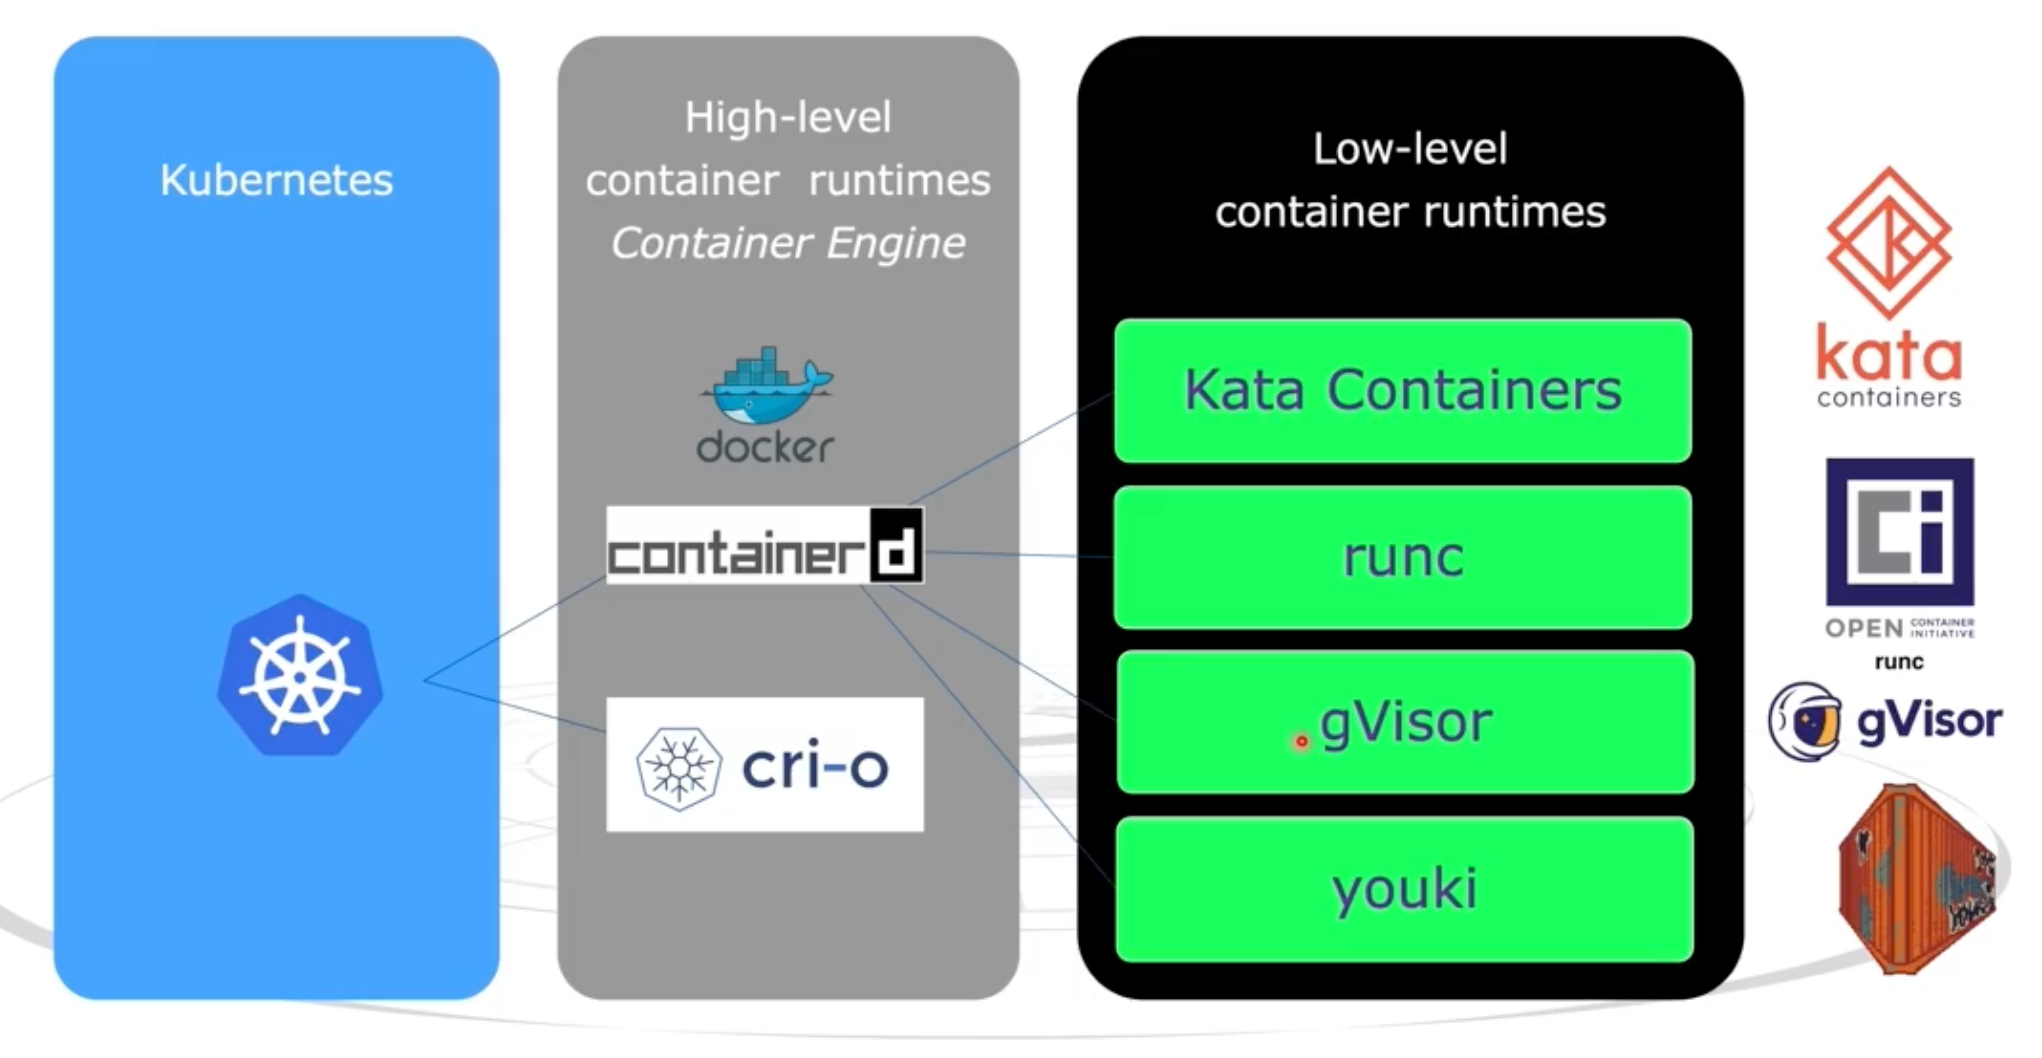 Kubernetes
High-level
container runtimes
Container Engine
docker
containerd
cri-o
Low-level
container runtimes
Kata Containers
runc
gVisor
youki
kata
containers
Ci
OPEN CONTAINER
INITIATIVE
runc
gVisor